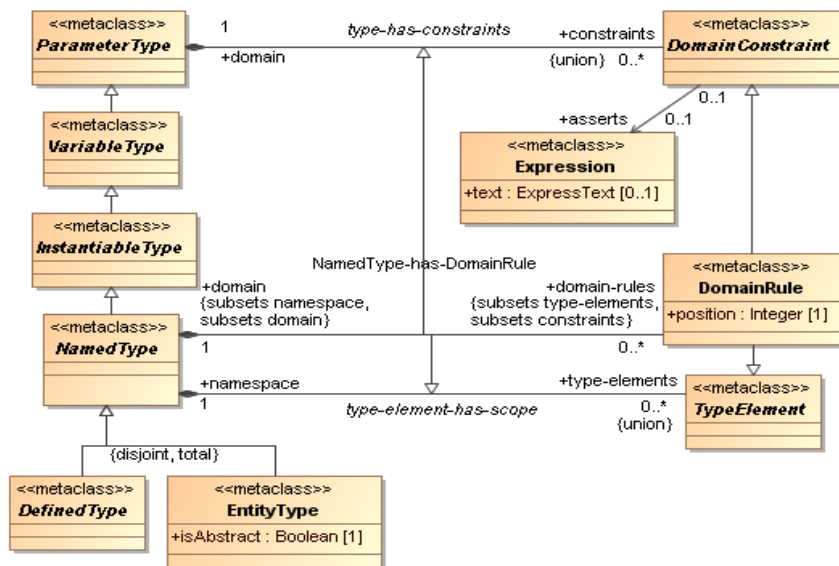 <<metaclass>>
ParameterType
1
+domain
type-has-constraints
+constraints
{union} 0..*
<<metaclass>>
DomainConstraint
0..1
+asserts
0..1
<<metaclass>>
VariableType
<<metaclass>>
Expression
+text : ExpressText [0..1]
<<metaclass>>
InstantiableType
NamedType-has-DomainRule
+domain
{subsets namespace,
subsets domain}
1
+domain-rules
{subsets type-elements,
subsets constraints}
0..*
<<metaclass>>
DomainRule
+position : Integer [1]
<<metaclass>>
NamedType
+namespace
1
type-element-has-scope
+type-elements
0..*
{union}
<<metaclass>>
TypeElement
{disjoint, total}
<<metaclass>>
DefinedType
<<metaclass>>
EntityType
+isAbstract : Boolean [1]